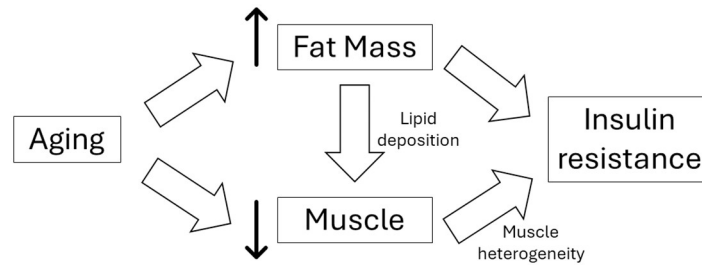 Fat Mass
Aging
Lipid
deposition
Insulin
resistance
Muscle
Muscle
heterogeneity